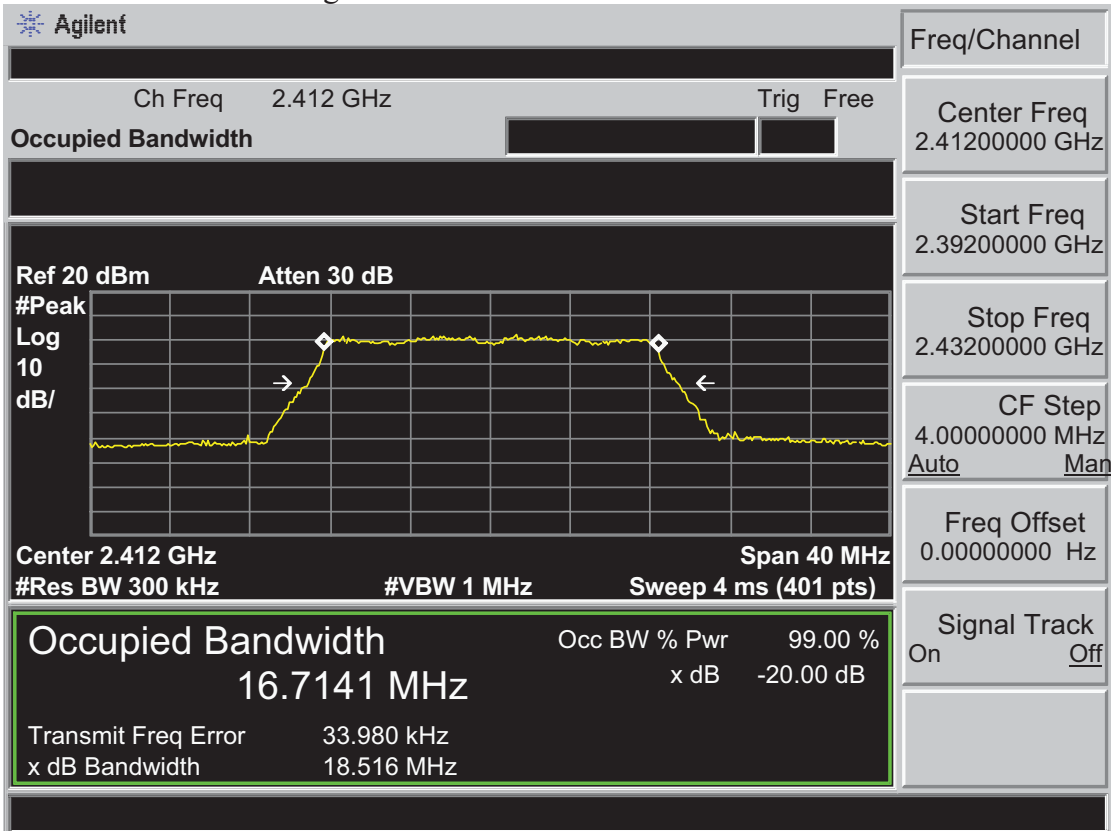 Agilent
Freq/Channel
Ch Freq 2.412 GHz Trig Free
Occupied Bandwidth
Center Freq
2.41200000 GHz
Start Freq
2.39200000 GHz
Stop Freq
2.43200000 GHz
CF Step
4.00000000 MHz
Auto Man
Freq Offset
0.00000000 Hz
Signal Track
On Off
Ref 20 dBm Atten 30 dB
#Peak
Log
10
dB/
Center 2.412 GHz Span 40 MHz
#Res BW 300 kHz #VBW 1 MHz Sweep 4 ms (401 pts)
Occupied Bandwidth
16.7141 MHz
Occ BW % Pwr 99.00 %
x dB -20.00 dB
Transmit Freq Error 33.980 kHz
x dB Bandwidth 18.516 MHz